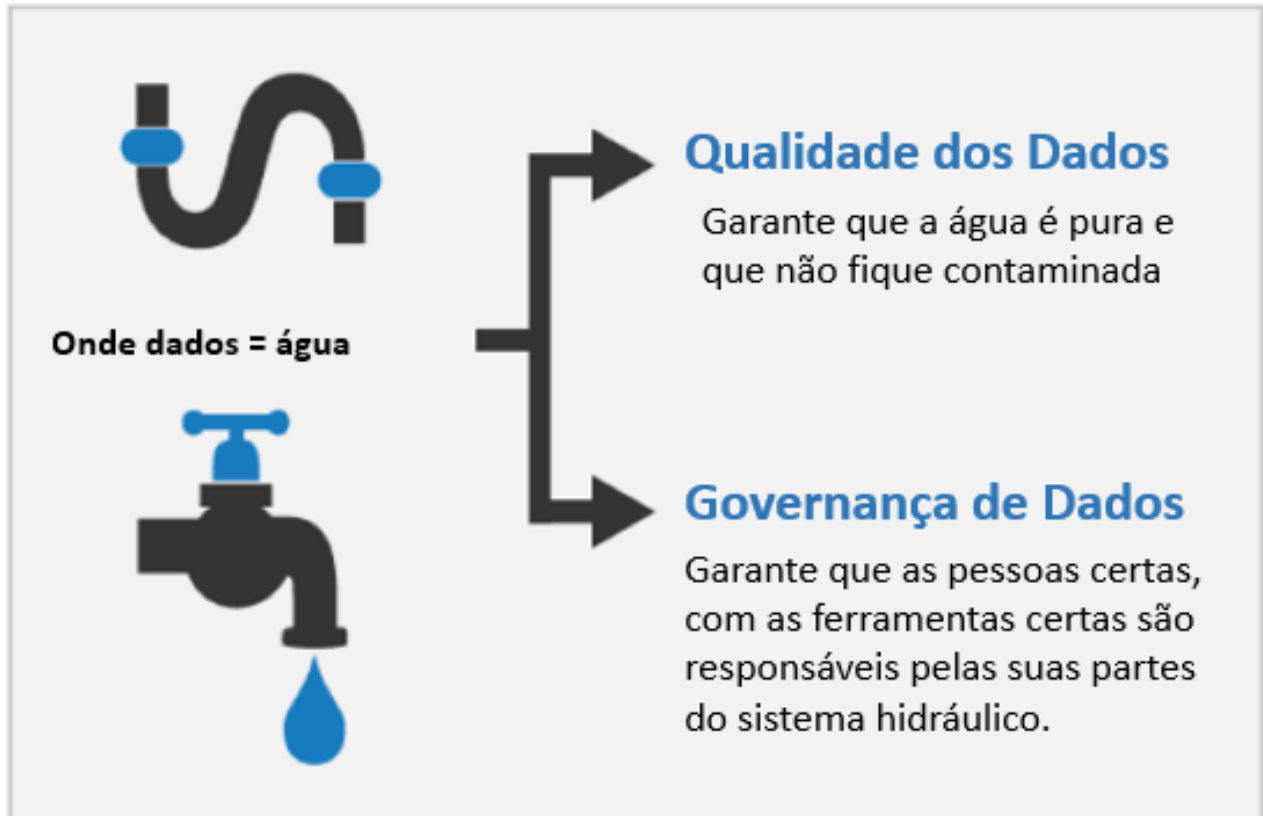 Qualidade dos Dados
Garante que a água é pura e
que não fique contaminada
Onde dados = água
Governança de Dados
Garante que as pessoas certas,
com as ferramentas certas são
responsáveis pelas suas partes
do sistema hidráulico.